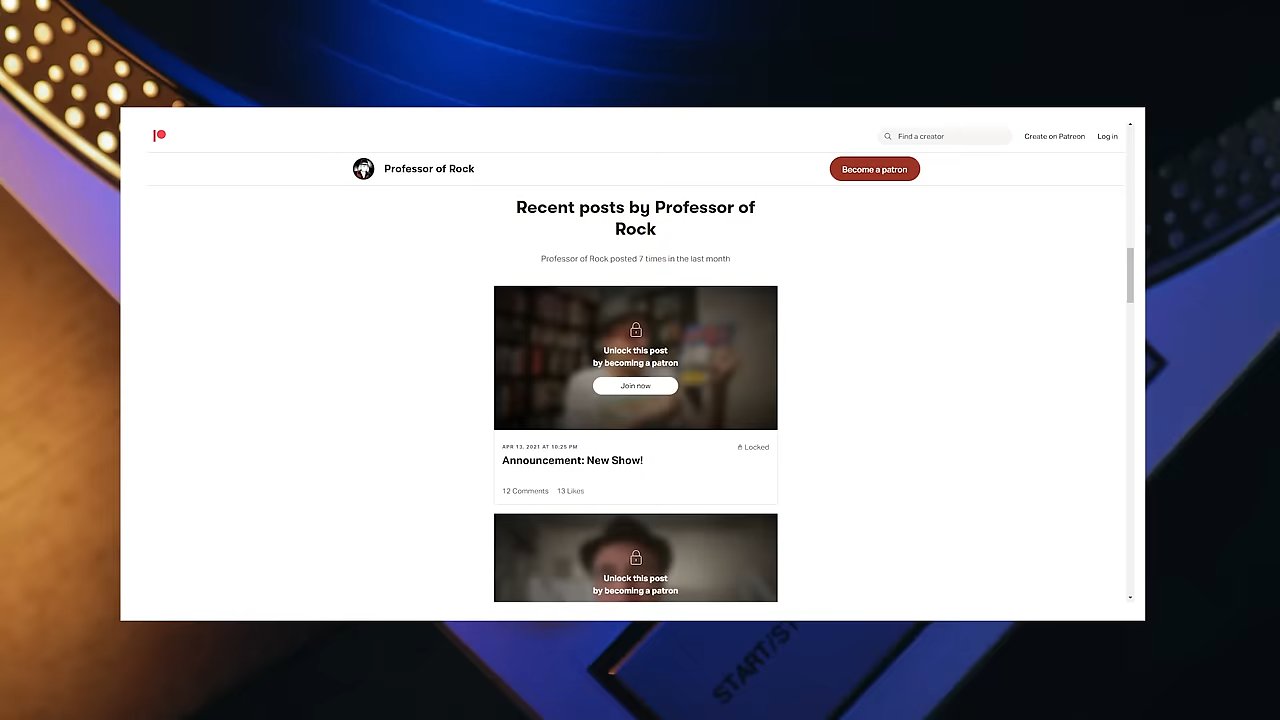 Find a creator
Create on Patreon
Log in
Professor of Rock
Become a patron
Recent posts by Professor of
Rock
Professor of Rock posted 7 times in the last month
Unlock this post
by becoming a patron
Join now
APR 13, 2021 AT 10:25 PM
Locked
Announcement: New Show!
12 Comments
13 Likes
Unlock this post
by becoming a patron
START/ST